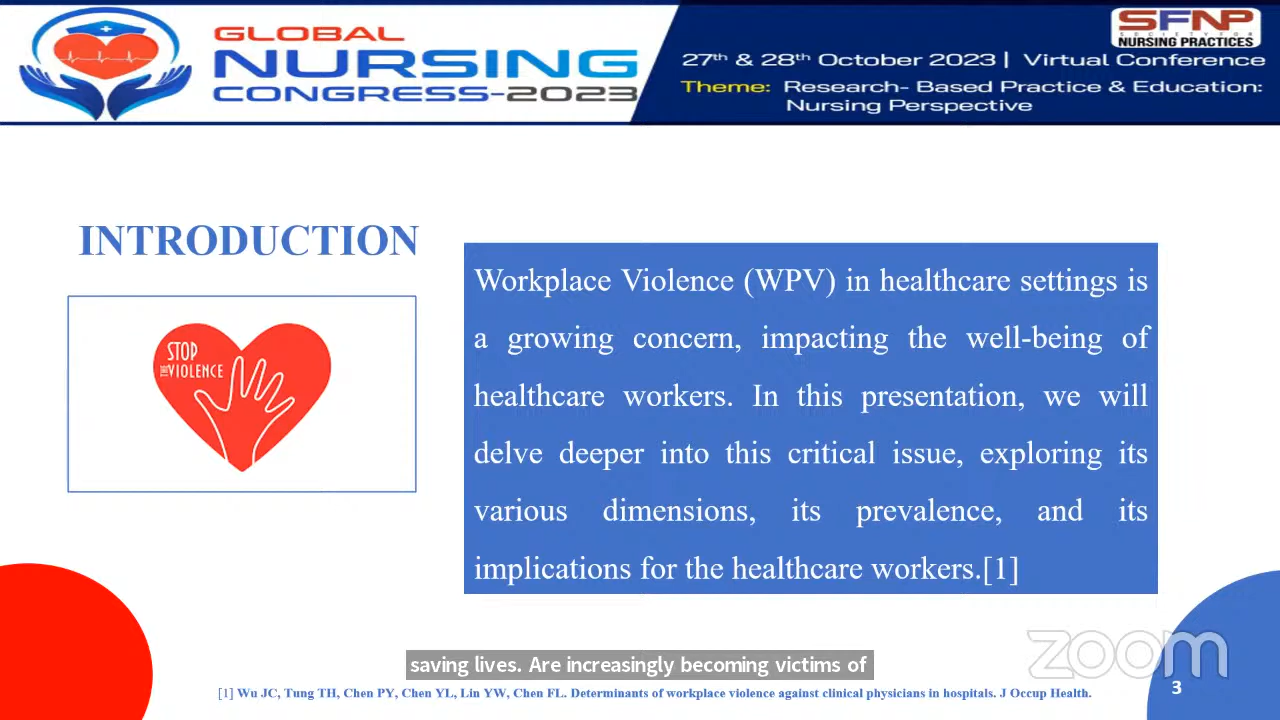 GLOBAL
NURSING
CONGRESS-2023
27th & 28th October 2023 | Virtual Conference
Theme: Research- Based Practice & Education:
Nursing Perspective
SFNP
SOCIETY FOR
NURSING PRACTICES
INTRODUCTION
STOP
THE VIOLENCE
Workplace Violence (WPV) in healthcare settings is
a growing concern, impacting the well-being of
healthcare workers. In this presentation, we will
delve deeper into this critical issue, exploring its
various dimensions, its prevalence, and its
implications for the healthcare workers.[1]
zoom
saving lives. Are increasingly becoming victims of
[1] Wu JC, Tung TH, Chen PY, Chen YL, Lin YW, Chen FL. Determinants of workplace violence against clinical physicians in hospitals. J Occup Health.
3